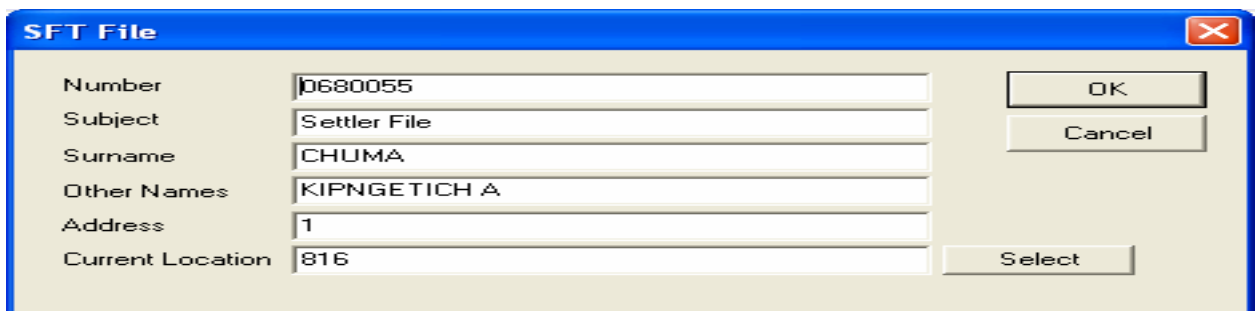 SFT File
Number 0680055 OK
Subject Settler File Cancel
Surname CHUMA
Other Names KIPNGETICH A
Address 1
Current Location 816 Select